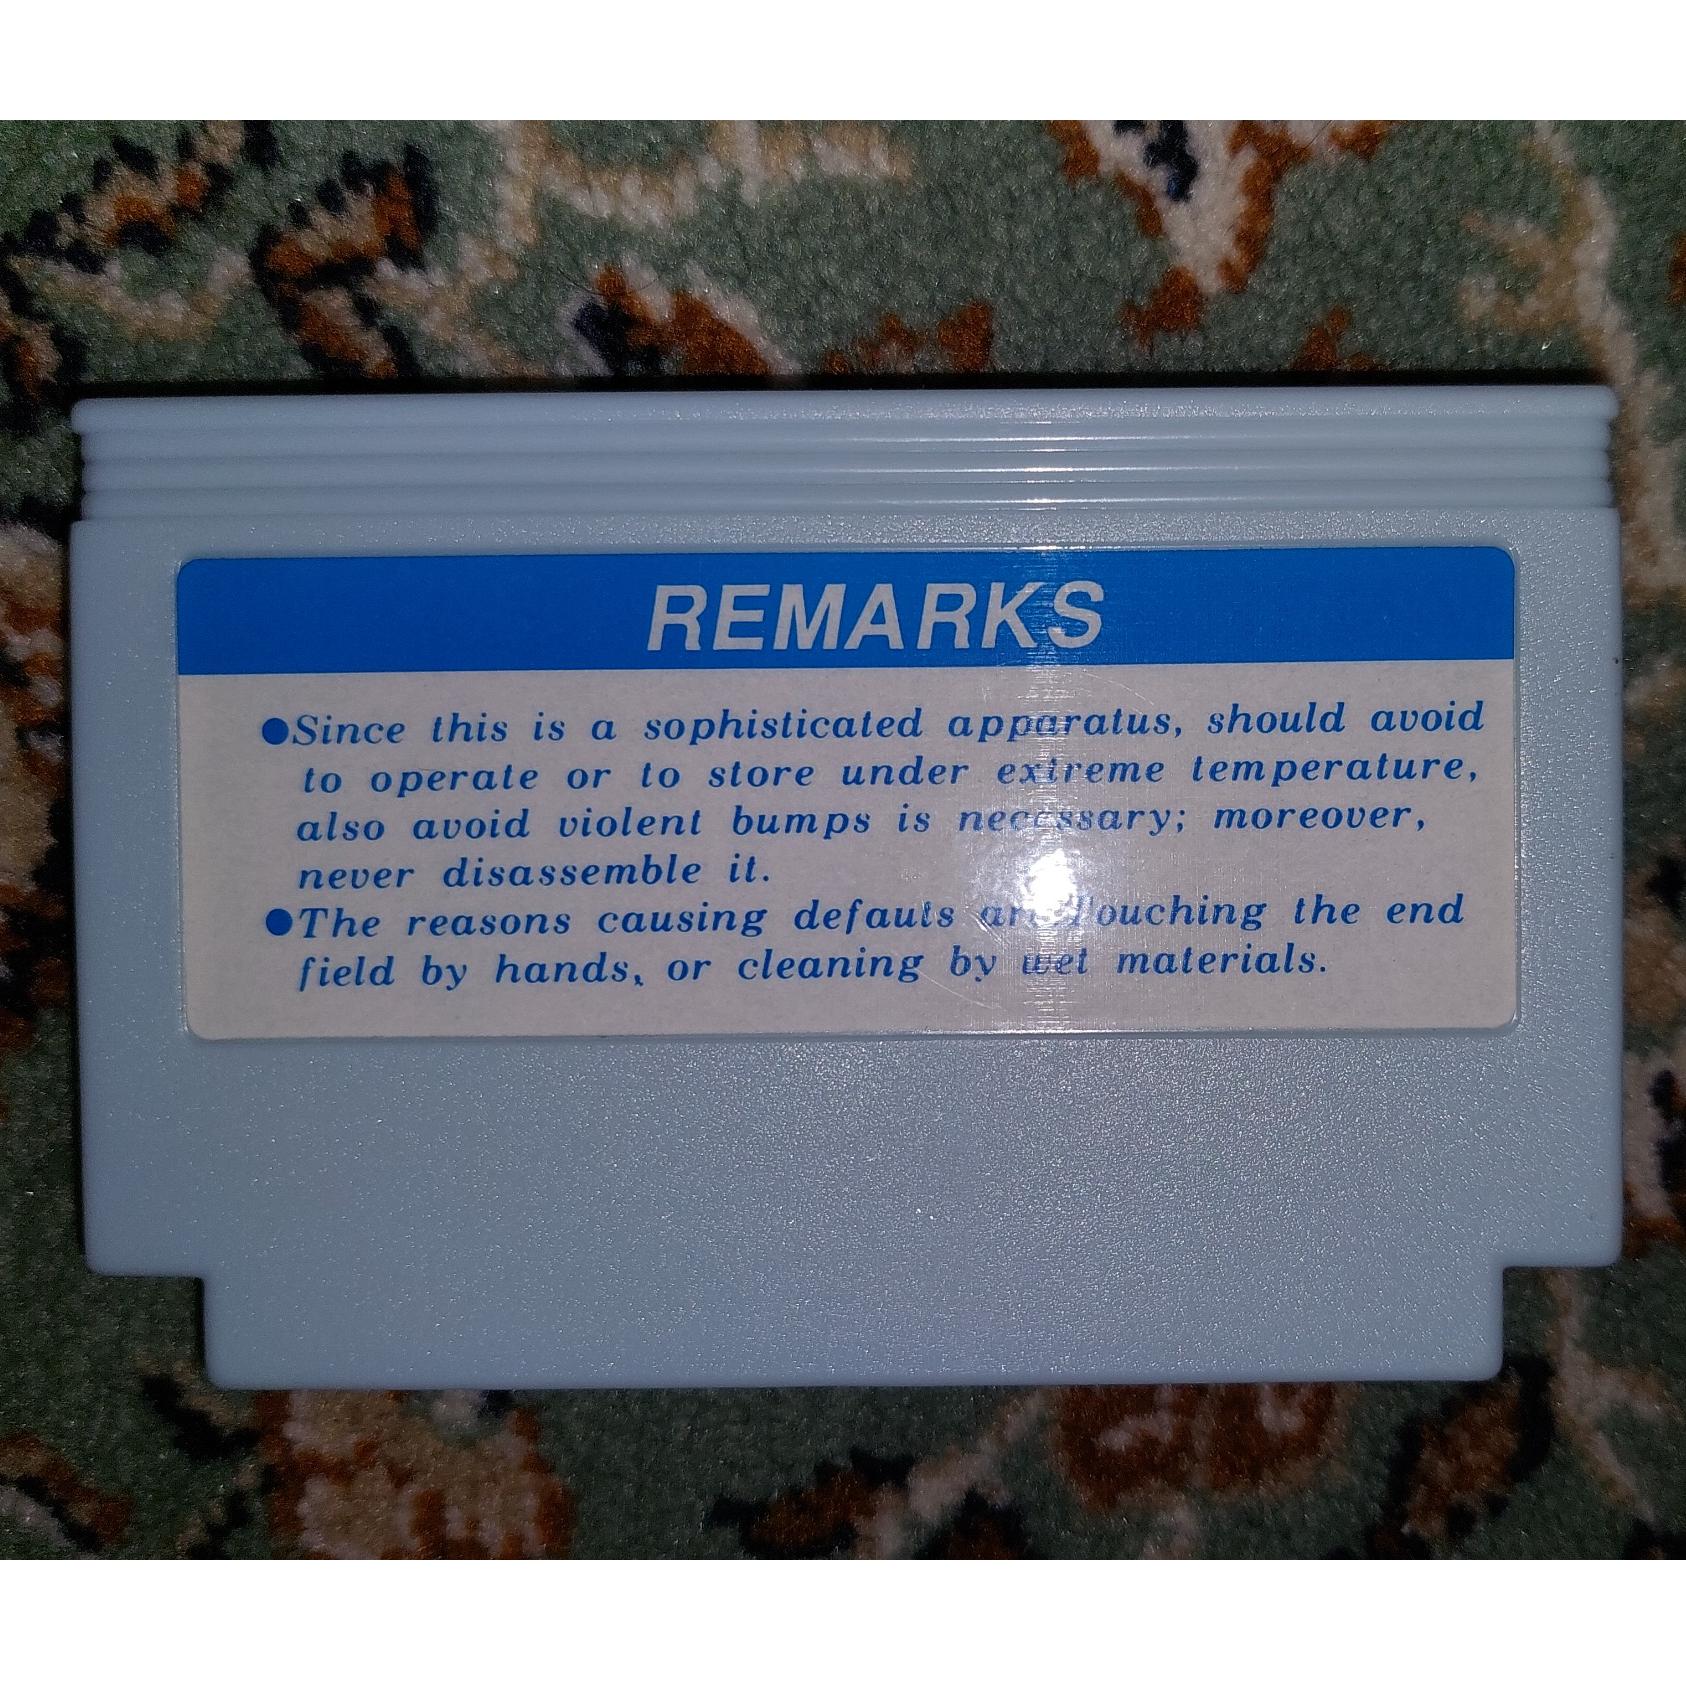 REMARKS
●Since this is a sophisticated apparatus, should avoid
to operate or to store under extreme temperature,
also avoid violent bumps is necessary; moreover,
never disassemble it.
●The reasons causing defauts are Touching the end
field by hands, or cleaning by wet materials.